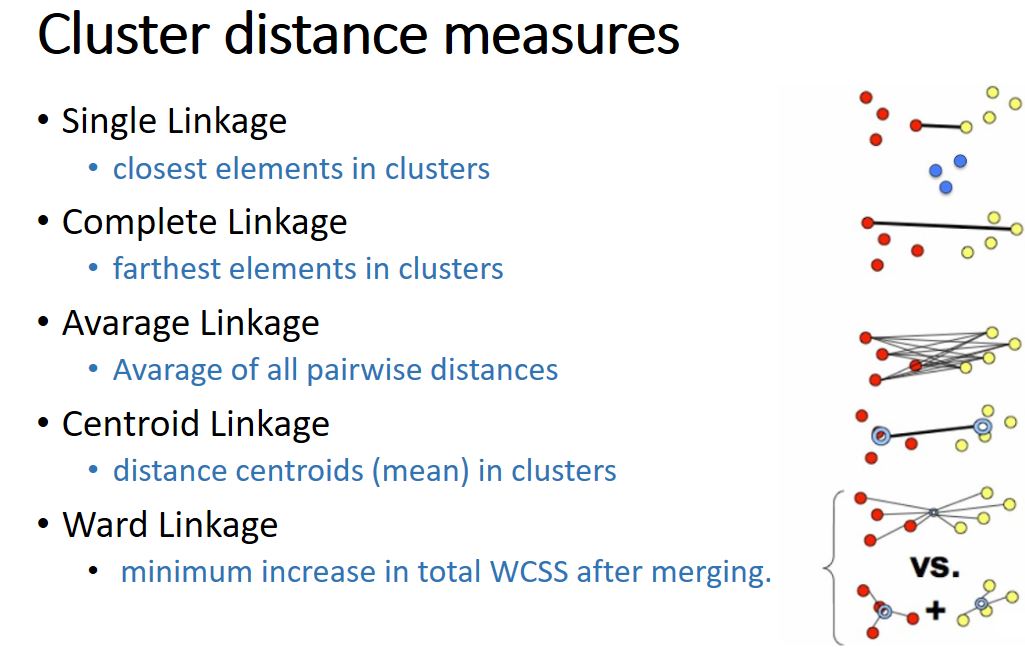 Cluster distance measures
• Single Linkage
• closest elements in clusters
• Complete Linkage
• farthest elements in clusters
• Avarage Linkage
• Avarage of all pairwise distances
• Centroid Linkage
• distance centroids (mean) in clusters
• Ward Linkage
• minimum increase in total WCSS after merging.
vs.
+